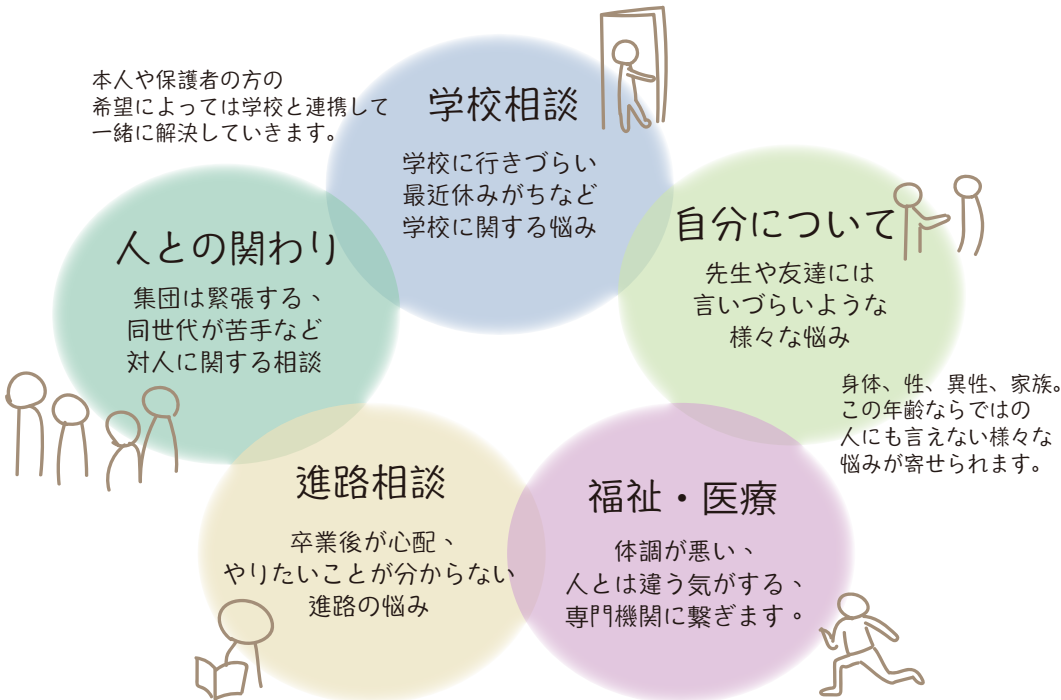 本人や保護者の方の
希望によっては学校と連携して
一緒に解決していきます。
学校相談
学校に行きづらい
最近休みがちなど
学校に関する悩み
人との関わり
集団は緊張する、
同世代が苦手など
対人に関する相談
自分について
先生や友達には
言いづらいような
様々な悩み
身体、性、異性、家族。
この年齢ならではの
人にも言えない様々な
悩みが寄せられます。
進路相談
卒業後が心配、
やりたいことが分からない
進路の悩み
福祉・医療
体調が悪い、
人とは違う気がする、
専門機関に繋ぎます。